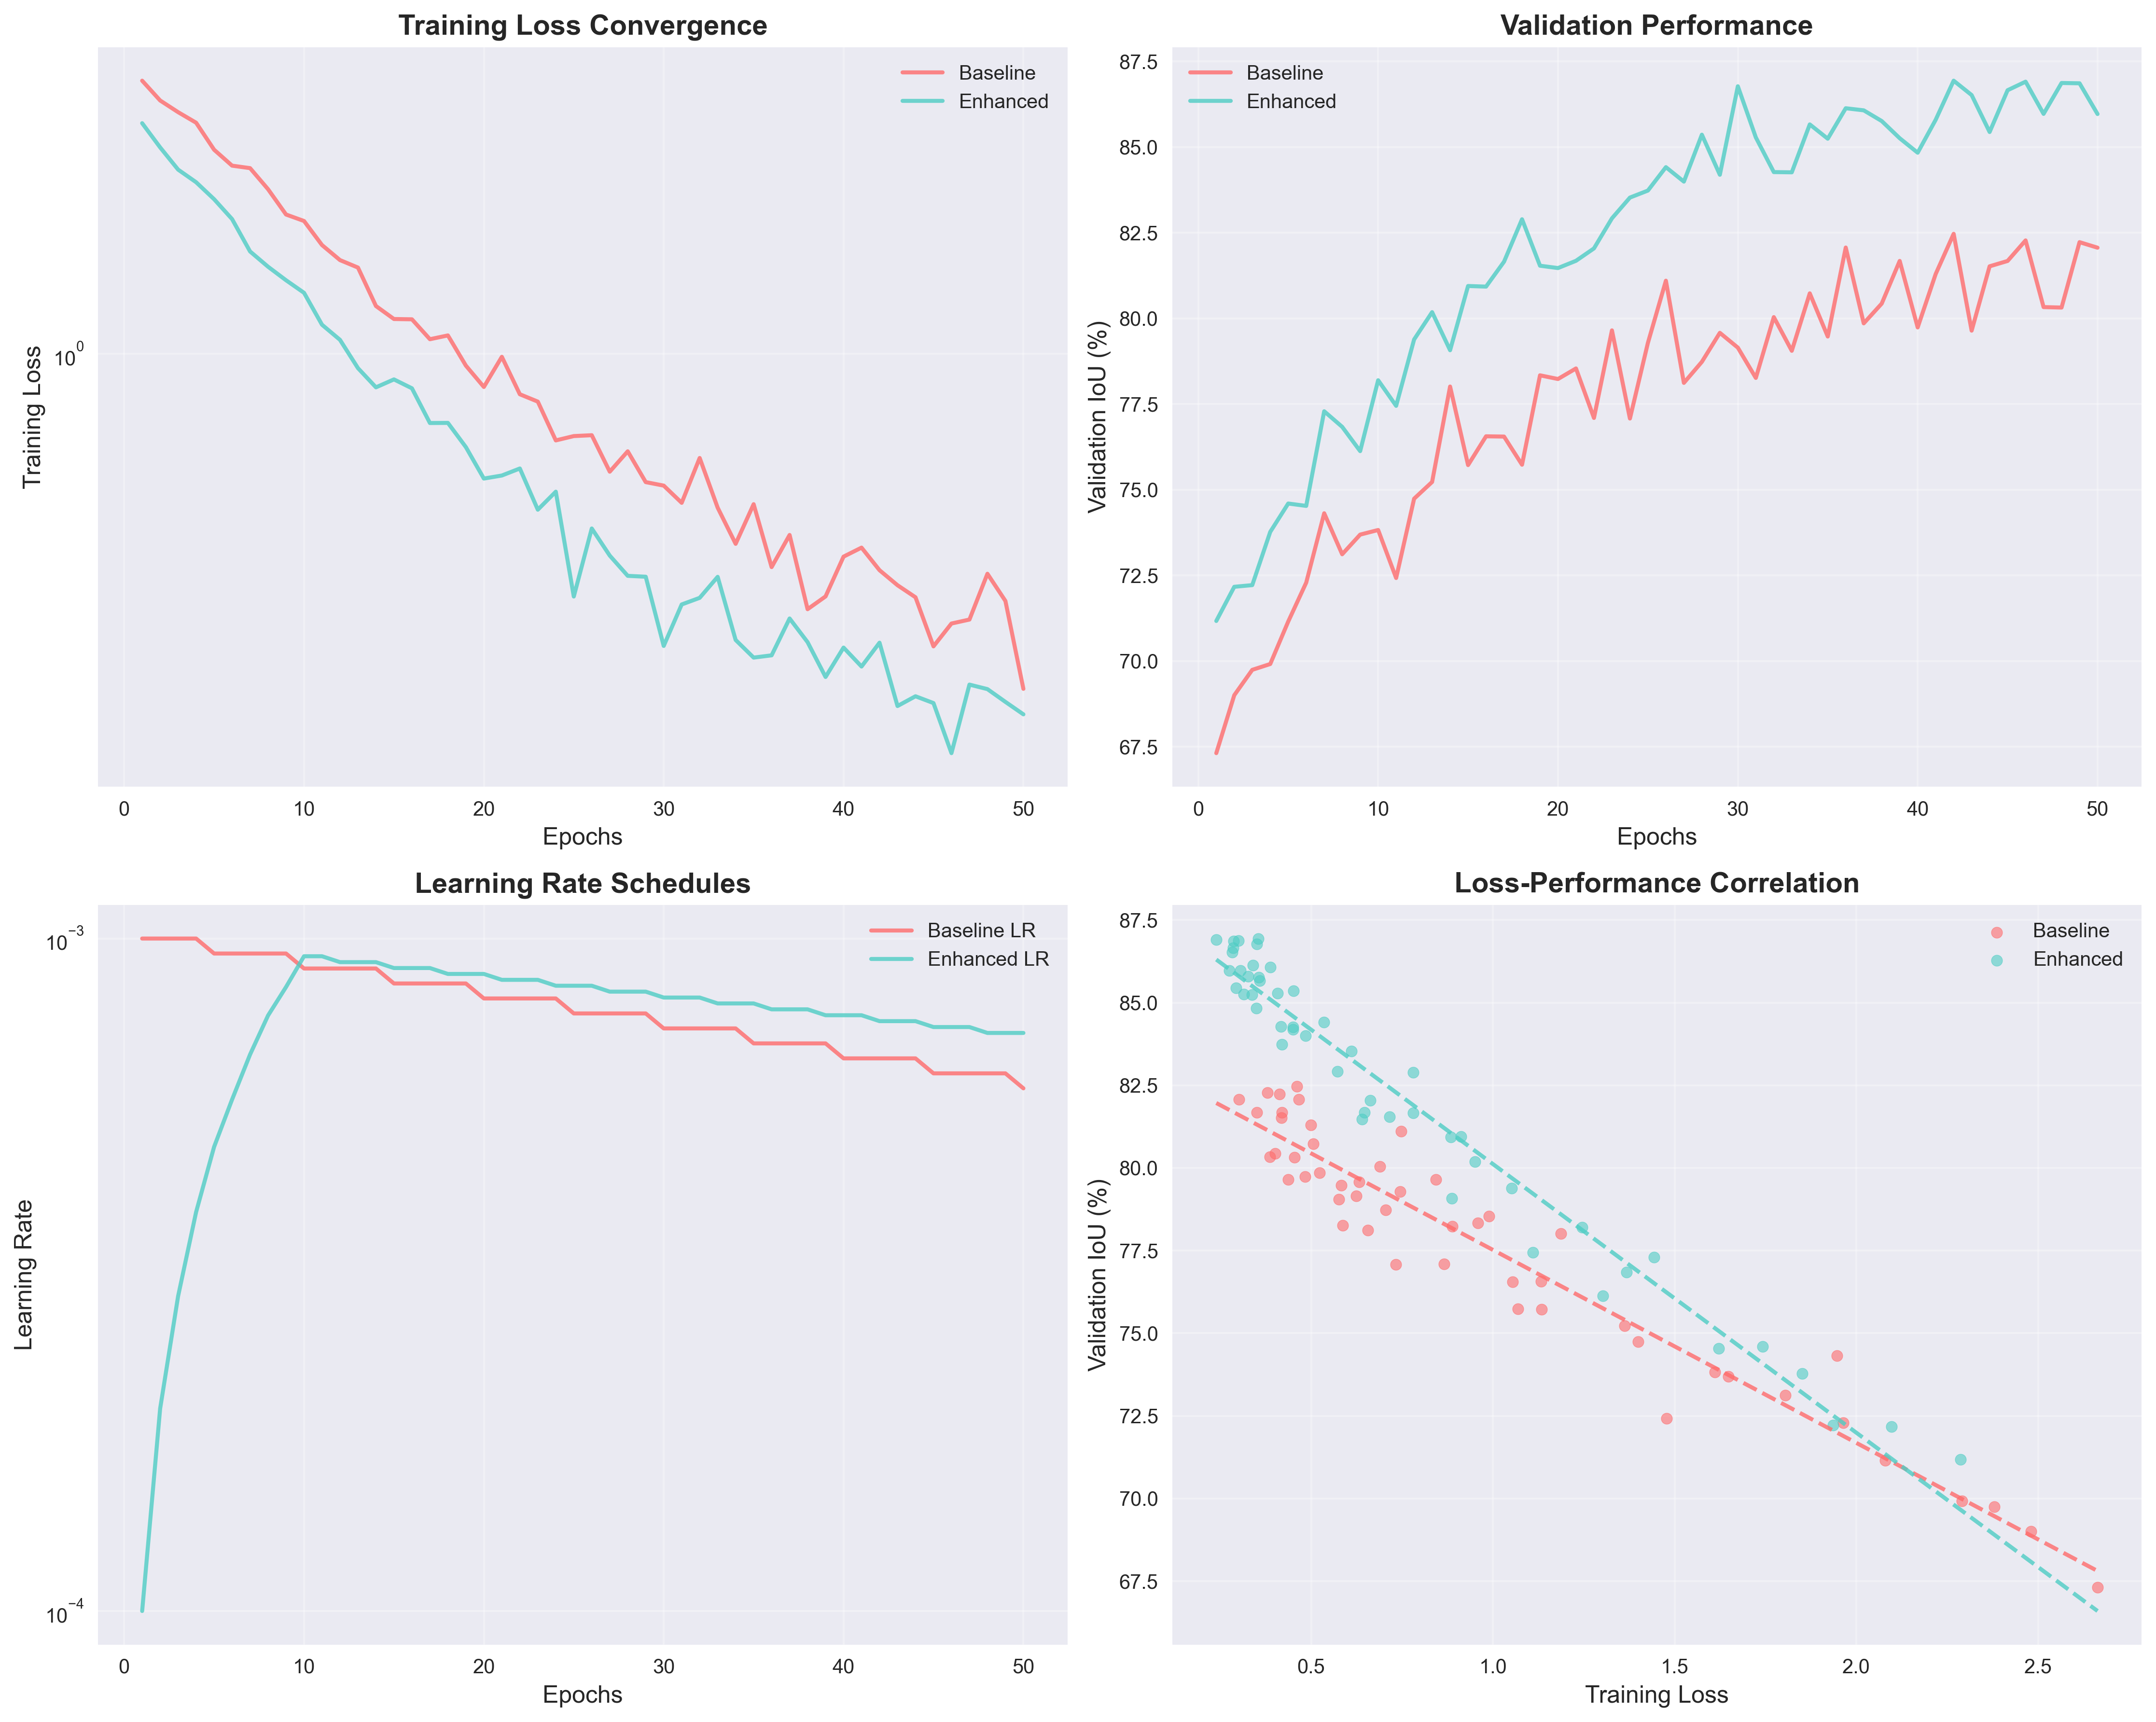 Training Loss Convergence
Training Loss
10⁰
Baseline
Enhanced
0 10 20 30 40 50
Epochs
Validation Performance
Validation IoU (%)
87.5
85.0
82.5
80.0
77.5
75.0
72.5
70.0
67.5
Baseline
Enhanced
0 10 20 30 40 50
Epochs
Learning Rate Schedules
Learning Rate
10⁻³
10⁻⁴
Baseline LR
Enhanced LR
0 10 20 30 40 50
Epochs
Loss-Performance Correlation
Validation IoU (%)
87.5
85.0
82.5
80.0
77.5
75.0
72.5
70.0
67.5
Baseline
Enhanced
0.5 1.0 1.5 2.0 2.5
Training Loss